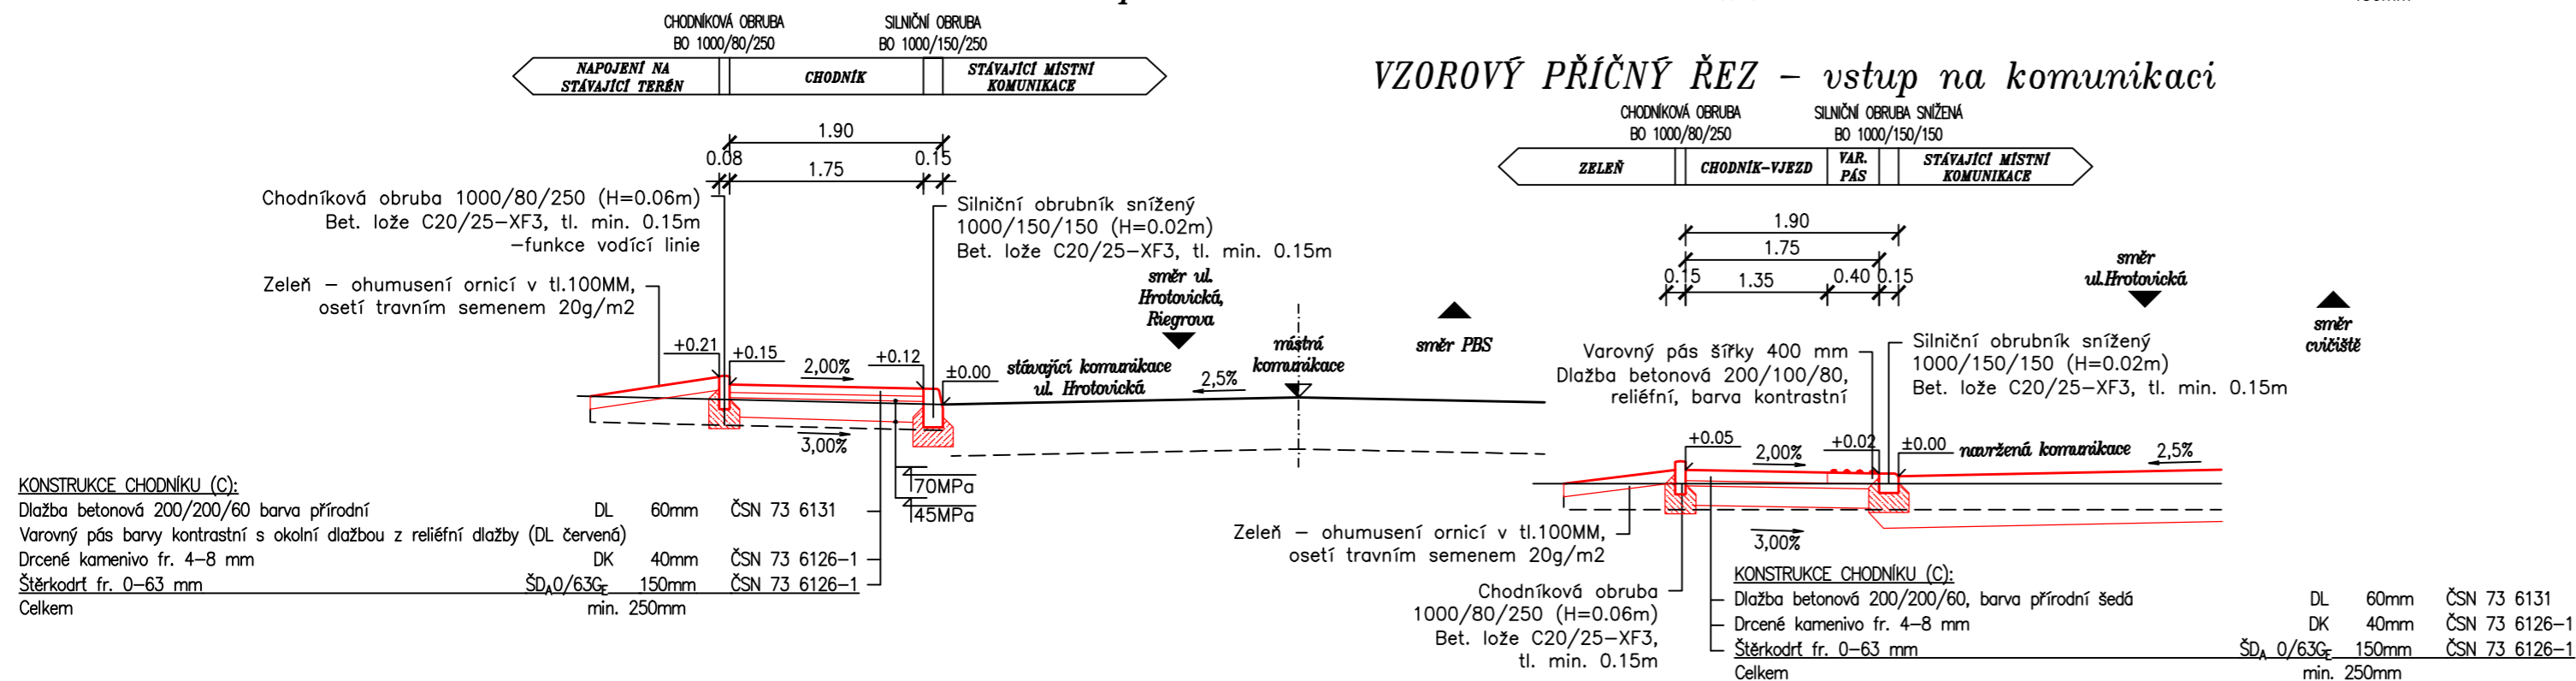 CHODNÍKOVÁ OBRUBA
BO 1000/80/250
SILNIČNÍ OBRUBA
BO 1000/150/250
NAPOJENÍ NA
STÁVAJÍCÍ TERÉN
CHODNÍK
STÁVAJÍCÍ MÍSTNÍ
KOMUNIKACE
1.90
0.08
0.15
1.75
Chodníková obruba 1000/80/250 (H=0.06m)
Bet. lože C20/25-XF3, tl. min. 0.15m
-funkce vodící linie
Silniční obrubník snížený
1000/150/150 (H=0.02m)
Bet. lože C20/25-XF3, tl. min. 0.15m
Zeleň – ohumusení ornicí v tl.100MM,
osetí travním semenem 20g/m2
směr ul.
Hrotovická,
Riegrova
místní
komunikace
směr PBS
+0.21
+0.15
2,00%
+0.12
±0.00
stávající komunikace
ul. Hrotovická
2,5%
3,00%
70MPa
45MPa
KONSTRUKCE CHODNÍKU (C):
Dlažba betonová 200/200/60 barva přírodní DL 60mm ČSN 73 6131
Varovný pás barvy kontrastní s okolní dlažbou z reliéfní dlažby (DL červená)
Drcené kamenivo fr. 4-8 mm DK 40mm ČSN 73 6126-1
Štěrkodrť fr. 0-63 mm ŠDA0/63GE 150mm ČSN 73 6126-1
Celkem min. 250mm
VZOROVÝ PŘÍČNÝ ŘEZ – vstup na komunikaci
CHODNÍKOVÁ OBRUBA
BO 1000/80/250
SILNIČNÍ OBRUBA SNÍŽENÁ
BO 1000/150/150
ZELEŇ
CHODNÍK-VJEZD
VAR.
PÁS
STÁVAJÍCÍ MÍSTNÍ
KOMUNIKACE
1.90
1.75
0.15
1.35
0.40
0.15
směr
ul.Hrotovická
směr
cvičiště
Varovný pás šířky 400 mm
Dlažba betonová 200/100/80,
reliéfní, barva kontrastní
Silniční obrubník snížený
1000/150/150 (H=0.02m)
Bet. lože C20/25-XF3, tl. min. 0.15m
+0.05
2,00%
+0.02
±0.00
navržená komunikace
2,5%
3,00%
Zeleň – ohumusení ornicí v tl.100MM,
osetí travním semenem 20g/m2
Chodníková obruba
1000/80/250 (H=0.06m)
Bet. lože C20/25-XF3,
tl. min. 0.15m
KONSTRUKCE CHODNÍKU (C):
Dlažba betonová 200/200/60, barva přírodní šedá DL 60mm ČSN 73 6131
Drcené kamenivo fr. 4-8 mm DK 40mm ČSN 73 6126-1
Štěrkodrť fr. 0-63 mm ŠDA 0/63GE 150mm ČSN 73 6126-1
Celkem min. 250mm